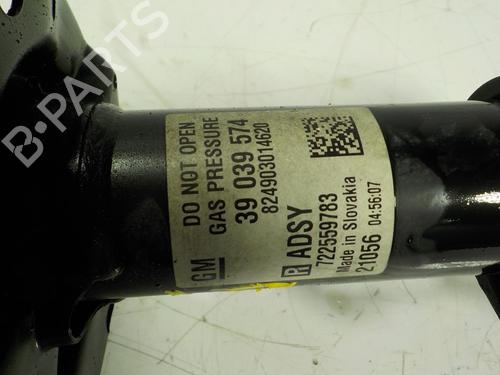 DO NOT OPEN
GAS PRESSURE
GM
39 039 574
824903014620
R ADSY
722559783
Made in Slovakia
21056 04:56:07
B-PARTS